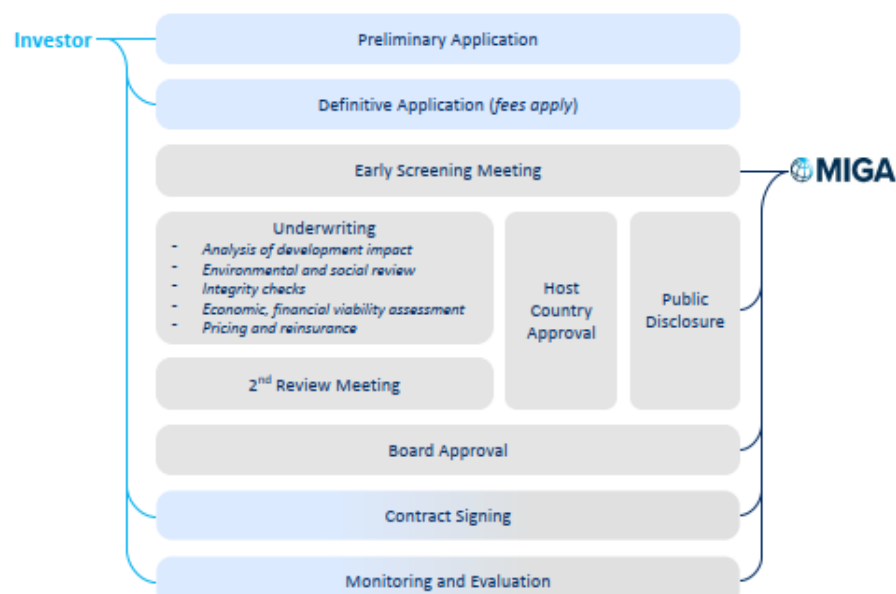 Investor
Preliminary Application
Definitive Application (fees apply)
Early Screening Meeting
MIGA
Underwriting
- Analysis of development impact
- Environmental and social review
- Integrity checks
- Economic, financial viability assessment
- Pricing and reinsurance
2nd Review Meeting
Host
Country
Approval
Public
Disclosure
Board Approval
Contract Signing
Monitoring and Evaluation